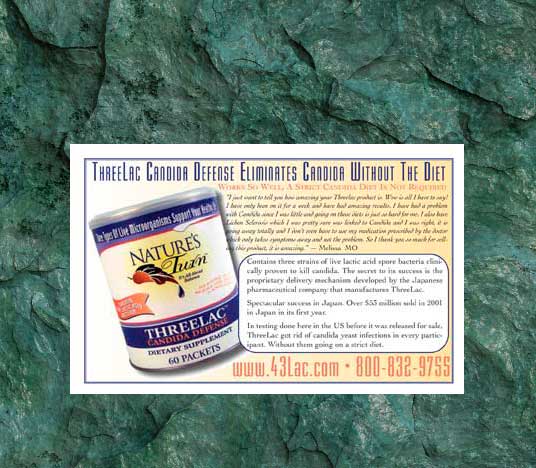 THREELAC CANDIDA DEFENSE ELIMINATES CANDIDA WITHOUT THE DIET
WORKS SO WELL, A STRICT CANDIDA DIET IS NOT REQUIRED
"I just want to tell you how amazing your Threelac product is. Wow is all I have to say!
I have only been on it for a week and have had amazing results. I have had a problem
with Candida since I was little and going on those diets is just so hard for me. I also have
Lichen Sclerosis which I was pretty sure was linked to Candida and I was right, it is
going away totally and I don't even have to use my medication prescribed by the doctor
which only takes symptoms away and not the problem. So I thank you so much for sell-
ing this product, it is amazing." — Melissa MO
Types Of Live Microorganisms Support Your Health
NATURE'S
Turn
THREELAC
CANDIDA DEFENSE
DIETARY SUPPLEMENT
60 PACKETS
Contains three strains of live lactic acid spore bacteria clini-
cally proven to kill candida. The secret to its success is the
proprietary delivery mechanism developed by the Japanese
pharmaceutical company that manufactures ThreeLac.
Spectacular success in Japan. Over $55 million sold in 2001
in Japan in its first year.
In testing done here in the US before it was released for sale,
ThreeLac got rid of candida yeast infections in every partic-
ipant. Without them going on a strict diet.
www.43Lac.com • 800-832-9755